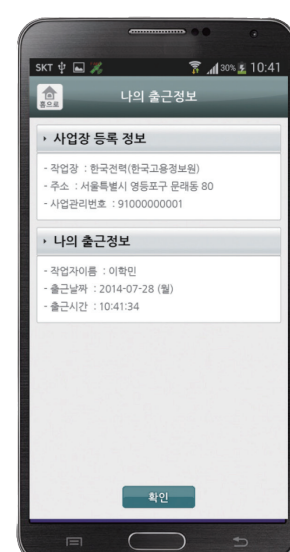 SKT 30% 10:41
홈으로 나의 출근정보
사업장 등록 정보
- 작업장 : 한국전력(한국고용정보원)
- 주소 : 서울특별시 영등포구 문래동 80
- 사업관리번호 : 91000000001
나의 출근정보
- 작업자이름 : 이학민
- 출근날짜 : 2014-07-28 (월)
- 출근시간 : 10:41:34
확인